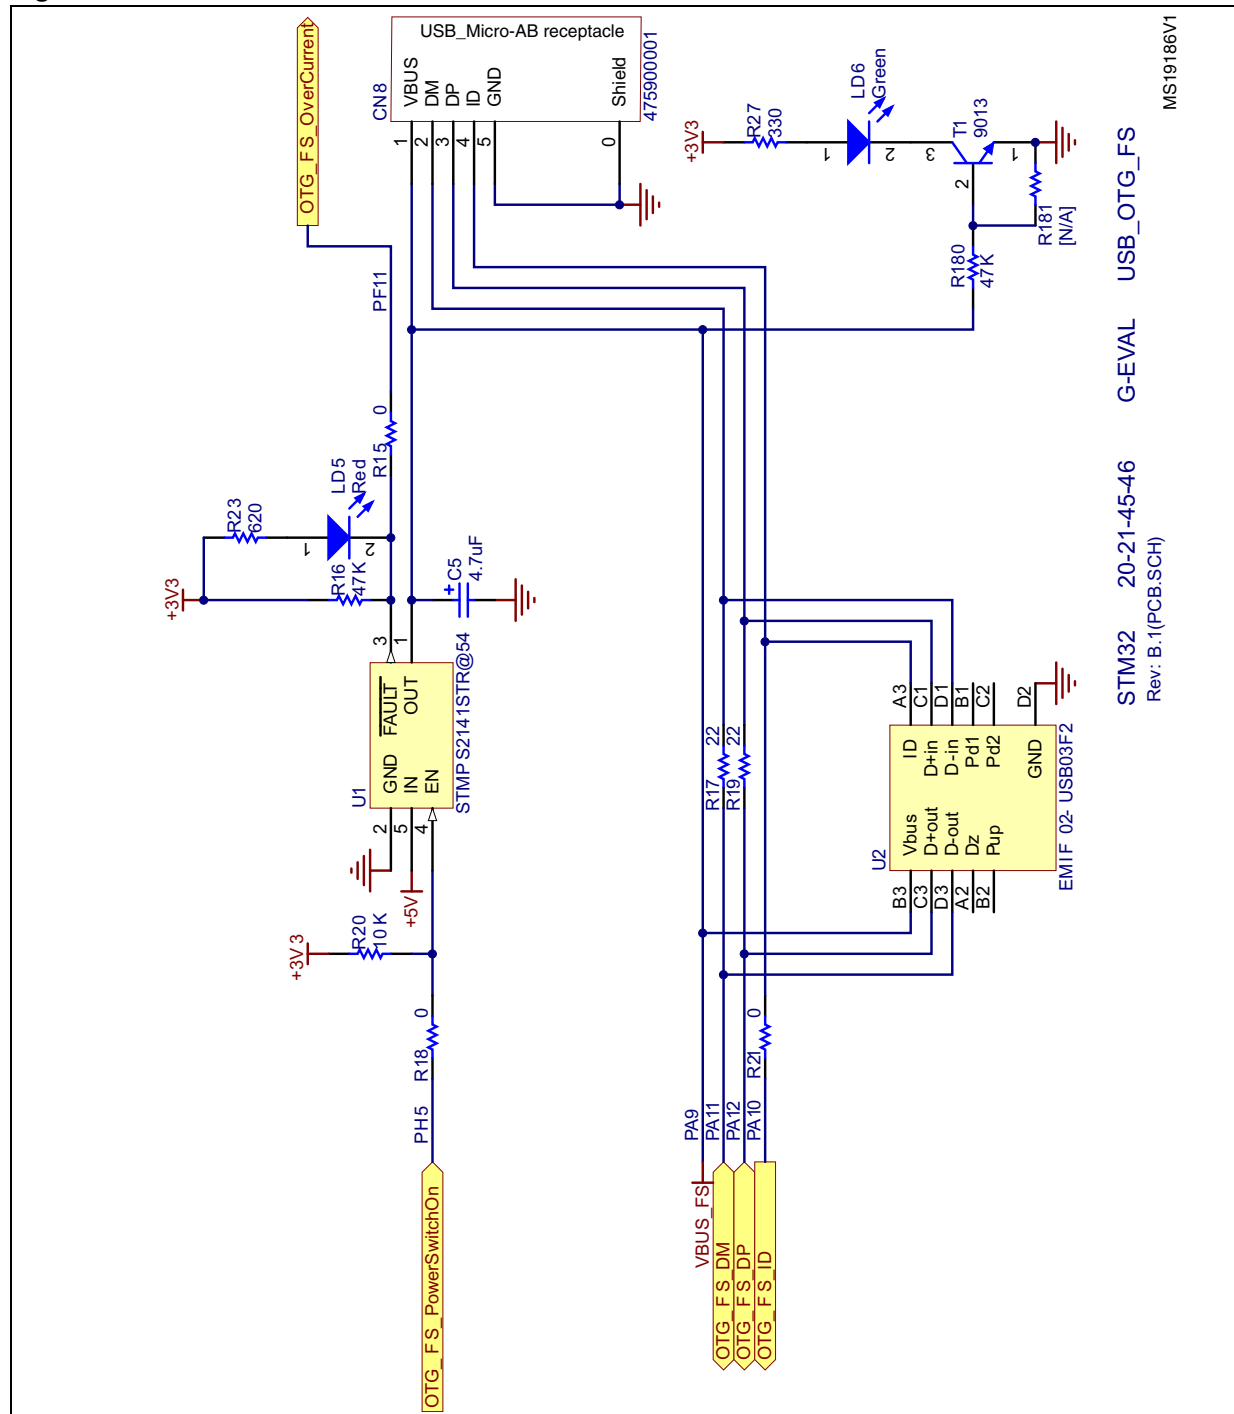 OTG_FS_OverCurrent
USB_Micro-AB receptacle
CN8
VBUS
DM
DP
ID
GND
Shield
475900001
1
2
3
4
5
0
PF11
R15
0
+3V3
R23
620
LD5
Red
1
2
R16
47K
C5
4.7uF
+
3
1
FAULT
OUT
GND
IN
EN
U1
STMPS2141STR@54
2
5
4
+5V
+3V3
R20
10K
R18
0
PH5
OTG_FS_PowerSwitchOn
+3V3
R27
330
LD6
Green
1
2
3
T1
9013
2
1
R181
[N/A]
R180
47K
R17
22
R19
22
R21
0
U2
Vbus
D+out
D-out
Dz
Pup
ID
D+in
D-in
Pd1
Pd2
GND
A3
C1
D1
B1
C2
D2
B3
C3
D3
A2
B2
EMIF02-USB03F2
PA9
PA11
PA12
PA10
VBUS_FS
OTG_FS_DM
OTG_FS_DP
OTG_FS_ID
STM32 20-21-45-46 G-EVAL USB_OTG_FS
Rev: B.1(PCB.SCH)
MS19186V1